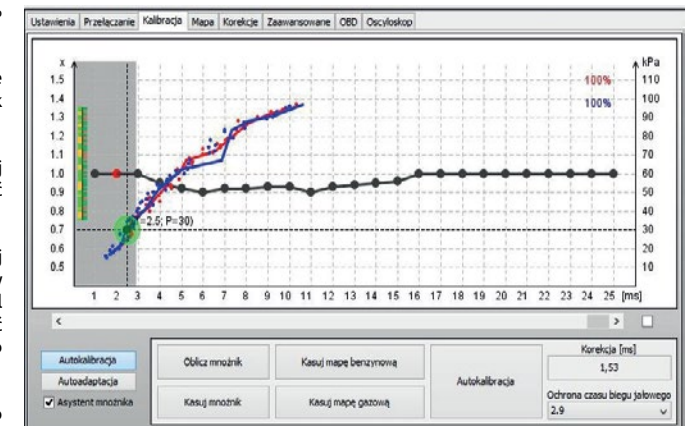 Ustawienia Przełączanie Kalibracja Mapa Korekcje Zaawansowane OBD Oscyloskop
x kPa
1.5 110
1.4 100% 100
1.3 100% 90
1.2 80
1.1 70
1.0 60
0.9 50
0.8 40
0.7 =2.5; P=30) 30
0.6 20
0.5 10
1 2 3 4 5 6 7 8 9 10 11 12 13 14 15 16 17 18 19 20 21 22 23 24 25 [ms]
< >
Autokalibracja
Autoadaptacja
Asystent mnożnika
Oblicz mnożnik
Kasuj mapę benzynową
Kasuj mnożnik
Kasuj mapę gazową
Autokalibracja
Korekcja [ms]
1,53
Ochrona czasu biegu jałowego
2.9